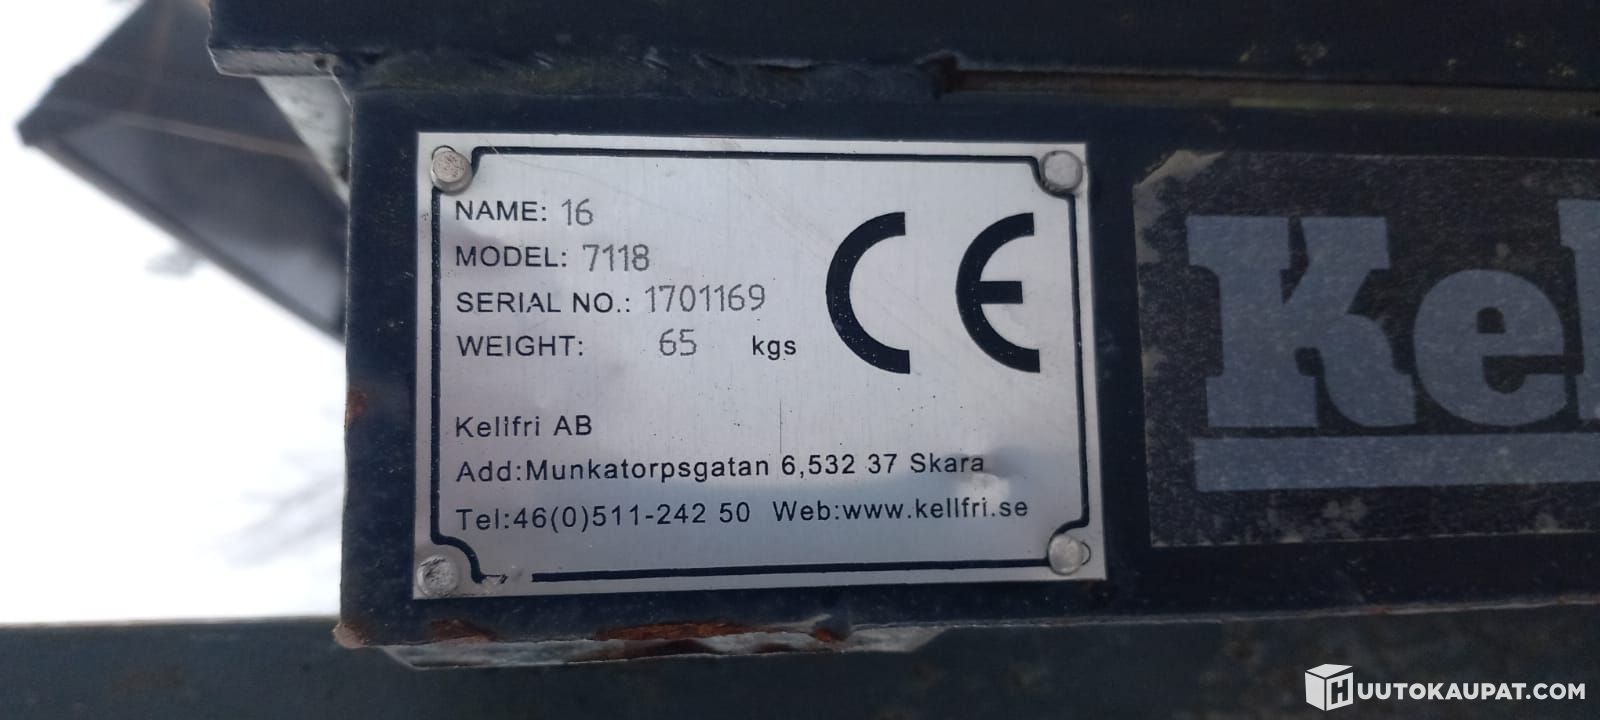 NAME: 16
MODEL: 7118
SERIAL NO.: 1701169
WEIGHT: 65 kgs
CE
Kellfri AB
Add:Munkatorpsgatan 6,532 37 Skara
Tel:46(0)511-242 50 Web:www.kellfri.se
Kel
HUUTOKAUPAT.COM